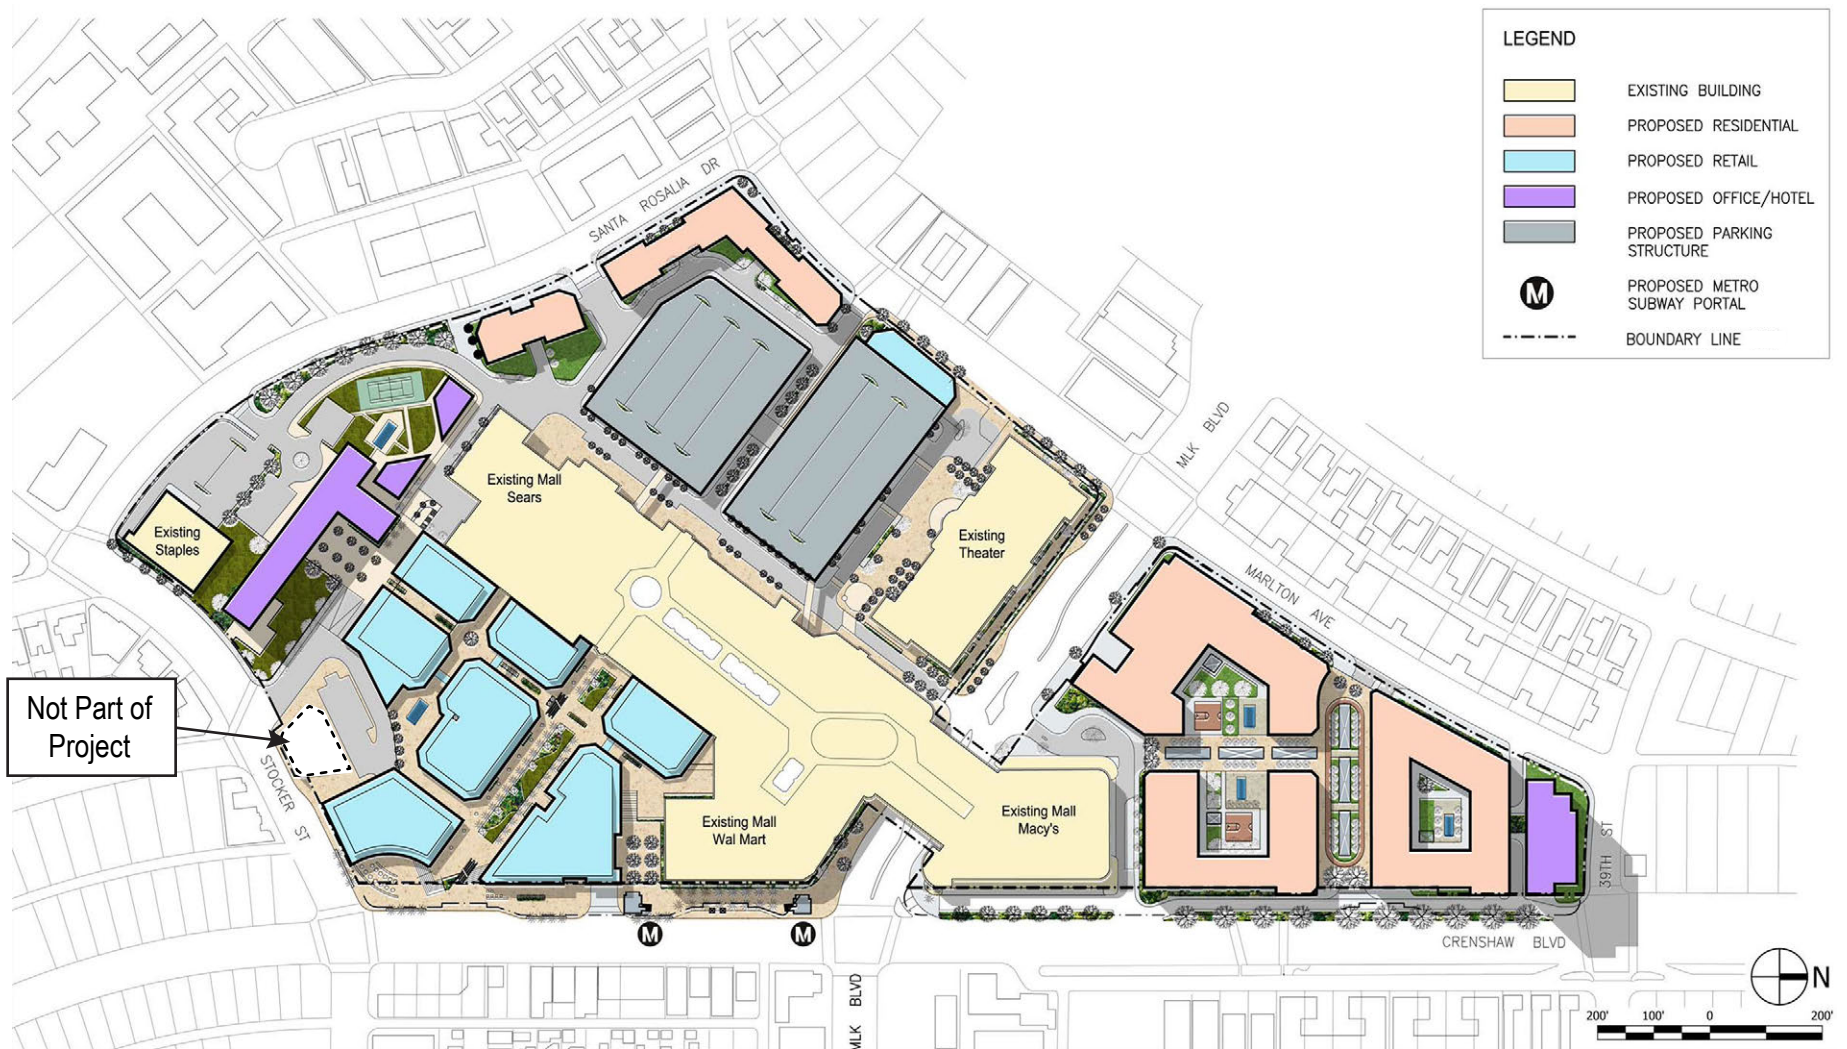 LEGEND
EXISTING BUILDING
PROPOSED RESIDENTIAL
PROPOSED RETAIL
PROPOSED OFFICE/HOTEL
PROPOSED PARKING
STRUCTURE
M
PROPOSED METRO
SUBWAY PORTAL
BOUNDARY LINE
SANTA ROSALIA DR
MLK BLVD
Existing Mall
Sears
Existing
Staples
Existing
Theater
MARLTON AVE
Not Part of
Project
STOCKER ST
Existing Mall
Wal Mart
Existing Mall
Macy's
39TH ST
M
M
CRENSHAW BLVD
MLK BLVD
N
200' 100' 0 200'